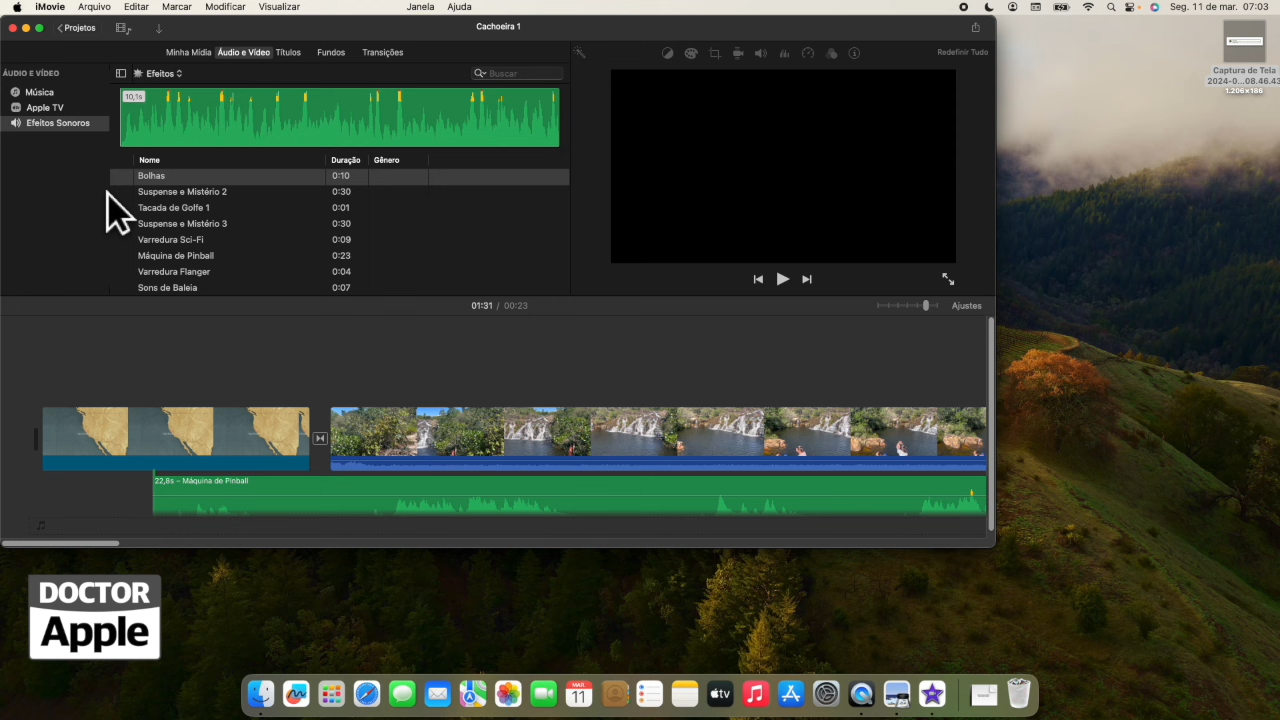 iMovie Arquivo Editar Marcar Modificar Visualizar Janela Ajuda Seg. 11 de mar. 07:03
Projetos
Cachoeira 1
Minha Mídia Áudio e Vídeo Títulos Fundos Transições
Redefinir Tudo
Captura de Tela
2024-0...08.46.43
1.206×186
ÁUDIO E VÍDEO
Efeitos
Buscar
Música
Apple TV
Efeitos Sonoros
10,1s
Nome Duração Gênero
Bolhas 0:10
Suspense e Mistério 2 0:30
Tacada de Golfe 1 0:01
Suspense e Mistério 3 0:30
Varredura Sci-Fi 0:09
Máquina de Pinball 0:23
Varredura Flanger 0:04
Sons de Baleia 0:07
01:31 / 00:23
Ajustes
22,8s – Máquina de Pinball
DOCTOR
Apple
MAR.
11
tv